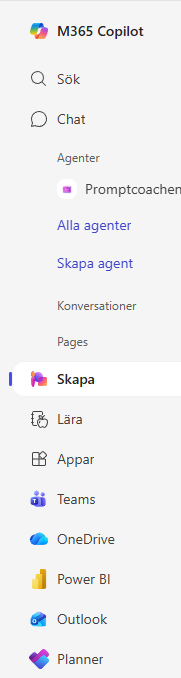 M365 Copilot
Sök
Chat
Agenter
Promptcoachen
Alla agenter
Skapa agent
Konversationer
Pages
Skapa
Lära
Appar
Teams
OneDrive
Power BI
Outlook
Planner